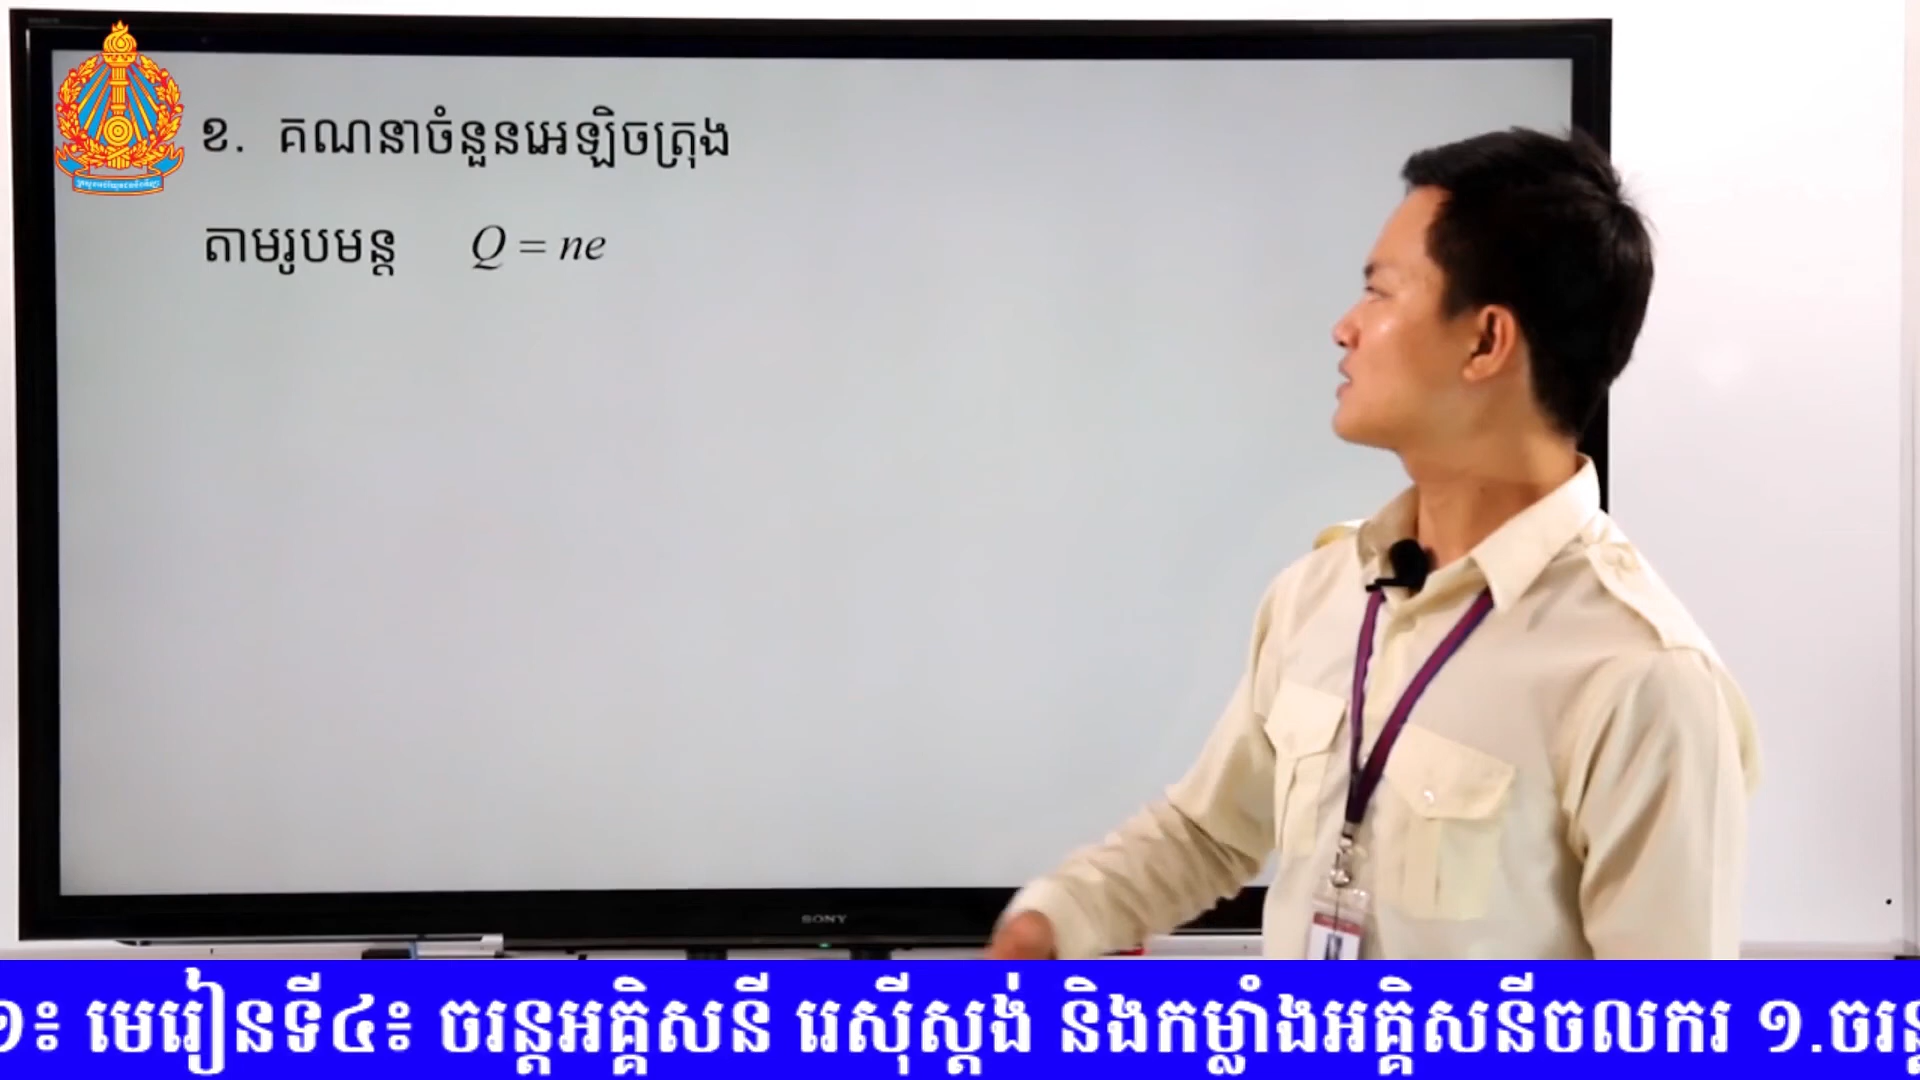 ខ. គណនាចំនួនអេឡិចត្រុង
តាមរូបមន្ត Q = ne
SONY
១៖ មេរៀនទី៤៖ ចរន្តអគ្គិសនី រេស៊ីស្តង់ និងកម្លាំងអគ្គិសនីចលករ ១.ចរន្ត